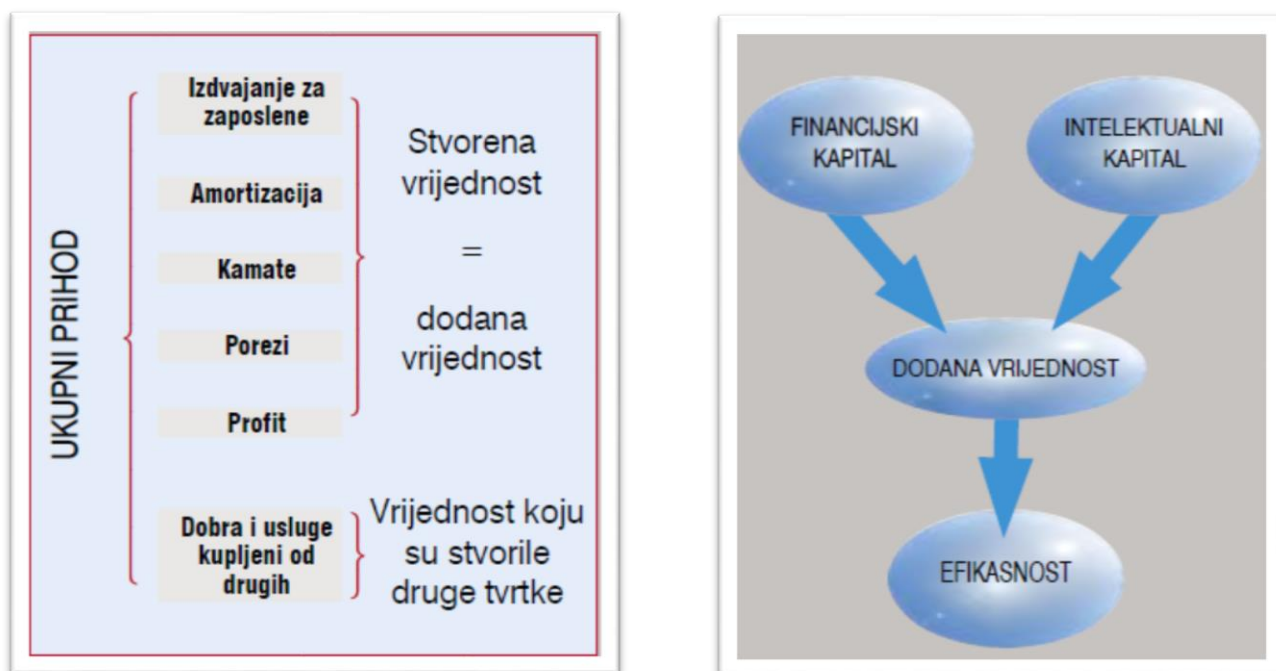 UKUPNI PRIHOD
Izdvajanje za
zaposlene
Amortizacija
Kamate
Porezi
Profit
Dobra i usluge
kupljeni od
drugih
Stvorena
vrijednost
=
dodana
vrijednost
Vrijednost koju
su stvorile
druge tvrtke
FINANCIJSKI
KAPITAL
INTELEKTUALNI
KAPITAL
DODANA VRIJEDNOST
EFIKASNOST